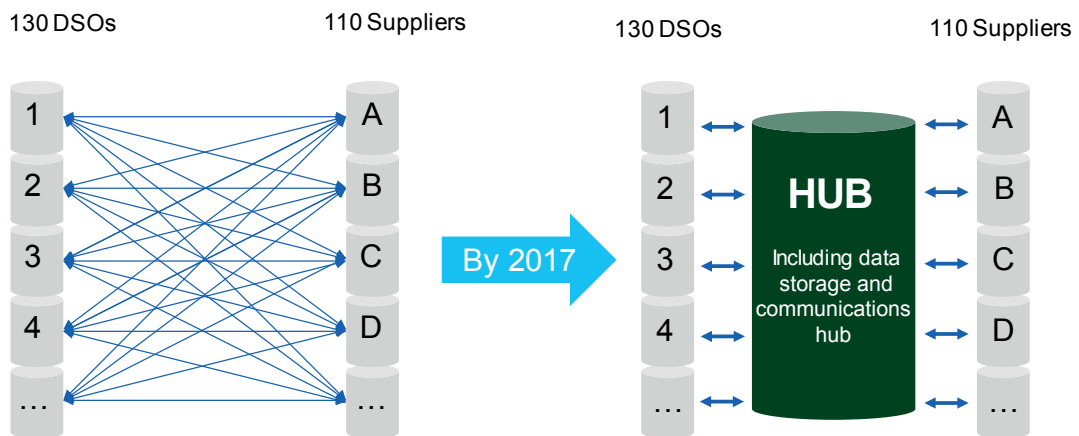 130 DSOs
110 Suppliers
1
2
3
4
...
A
B
C
D
...
By 2017
130 DSOs
110 Suppliers
1
2
3
4
...
HUB
Including data
storage and
communications
hub
A
B
C
D
...